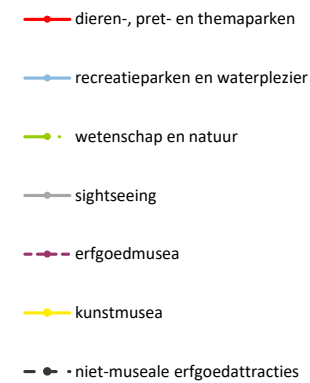 dieren-, pret- en themaparken
recreatieparken en waterplezier
wetenschap en natuur
sightseeing
erfgoedmusea
kunstmusea
niet-museale erfgoedattracties